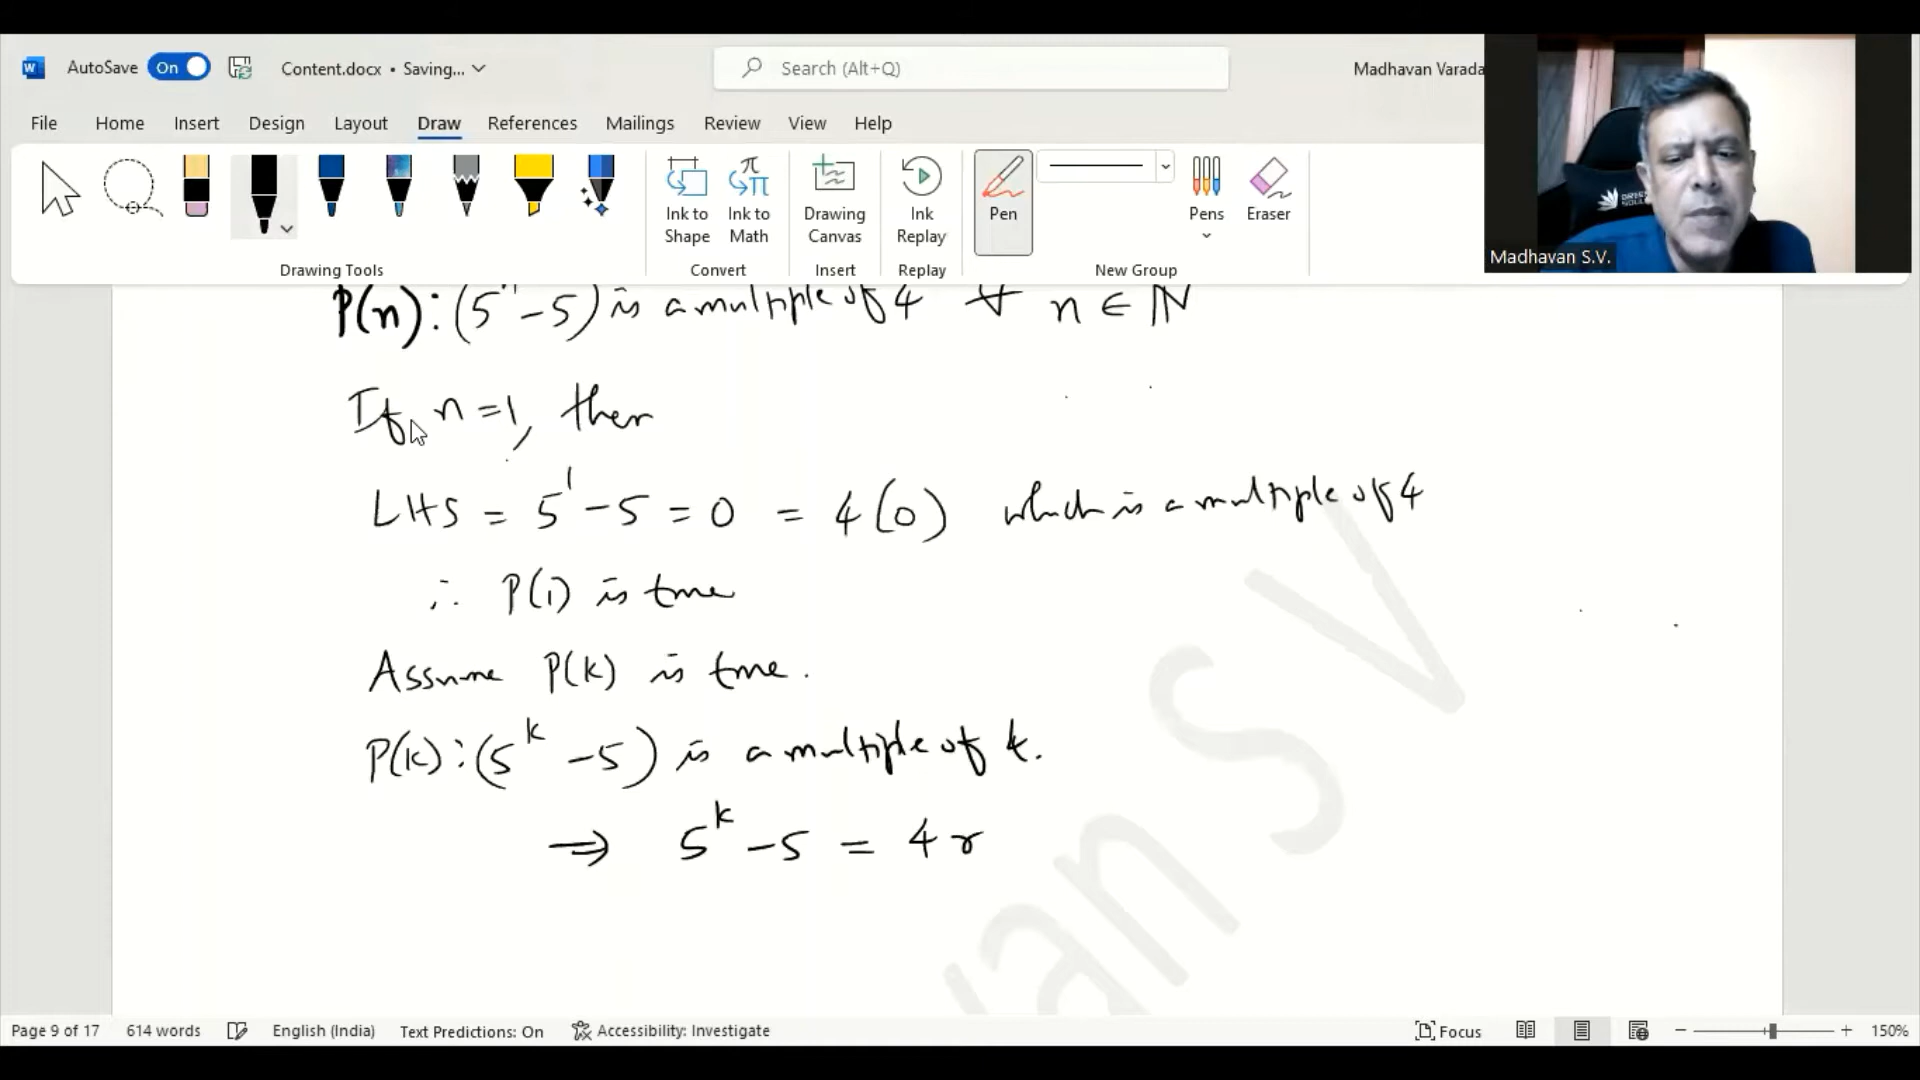 AutoSave On Content.docx • Saving... Search (Alt+Q) Madhavan Varada
File Home Insert Design Layout Draw References Mailings Review View Help
Ink to Shape Ink to Math Drawing Canvas Ink Replay Pen Pens Eraser
Drawing Tools Convert Insert Replay New Group
Madhavan S.V.
P(n): (5ⁿ - 5) is a multiple of 4 ∀ n ∈ ℕ
If n = 1, then
LHS = 5¹ - 5 = 0 = 4(0) which is a multiple of 4
∴ P(1) is true
Assume P(k) is true.
P(k): (5ᵏ - 5) is a multiple of 4.
⇒ 5ᵏ - 5 = 4r
van S V
Page 9 of 17 614 words English (India) Text Predictions: On Accessibility: Investigate Focus 150%